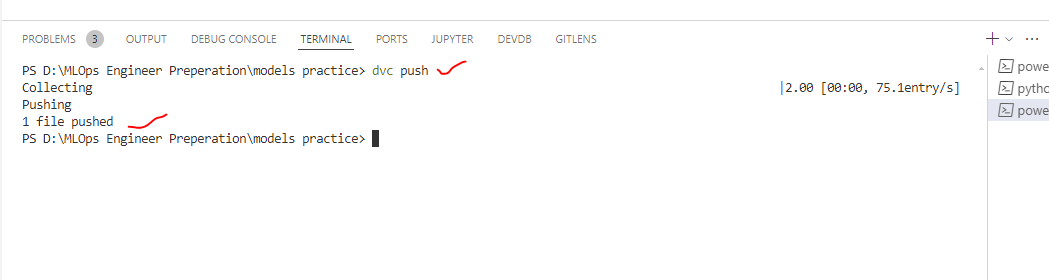 PROBLEMS 3 OUTPUT DEBUG CONSOLE TERMINAL PORTS JUPYTER DEVDB GITLENS
PS D:\MLOps Engineer Preperation\models practice> dvc push
Collecting |2.00 [00:00, 75.1entry/s]
Pushing
1 file pushed
PS D:\MLOps Engineer Preperation\models practice>
powe
pytho
powe